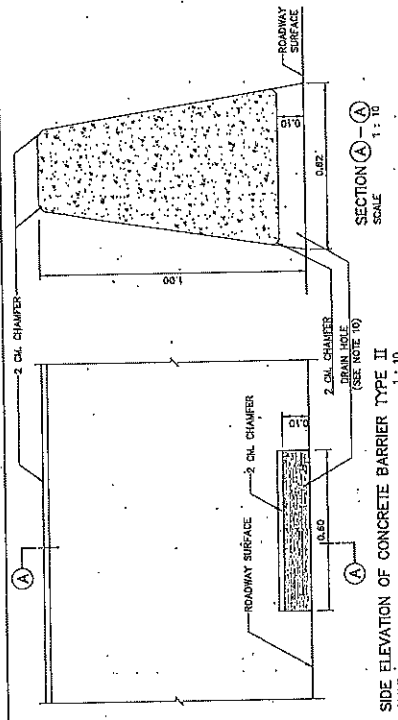 2 CM. CHAMFER
A
ROADWAY SURFACE
2 CM. CHAMFER
0.10
0.60
A
SIDE ELEVATION OF CONCRETE BARRIER TYPE II
1:10
1.00
2 CM. CHAMFER
DRAIN HOLE
(SEE NOTE 10)
0.10
0.62
ROADWAY
SURFACE
SECTION A - A
SCALE 1:10